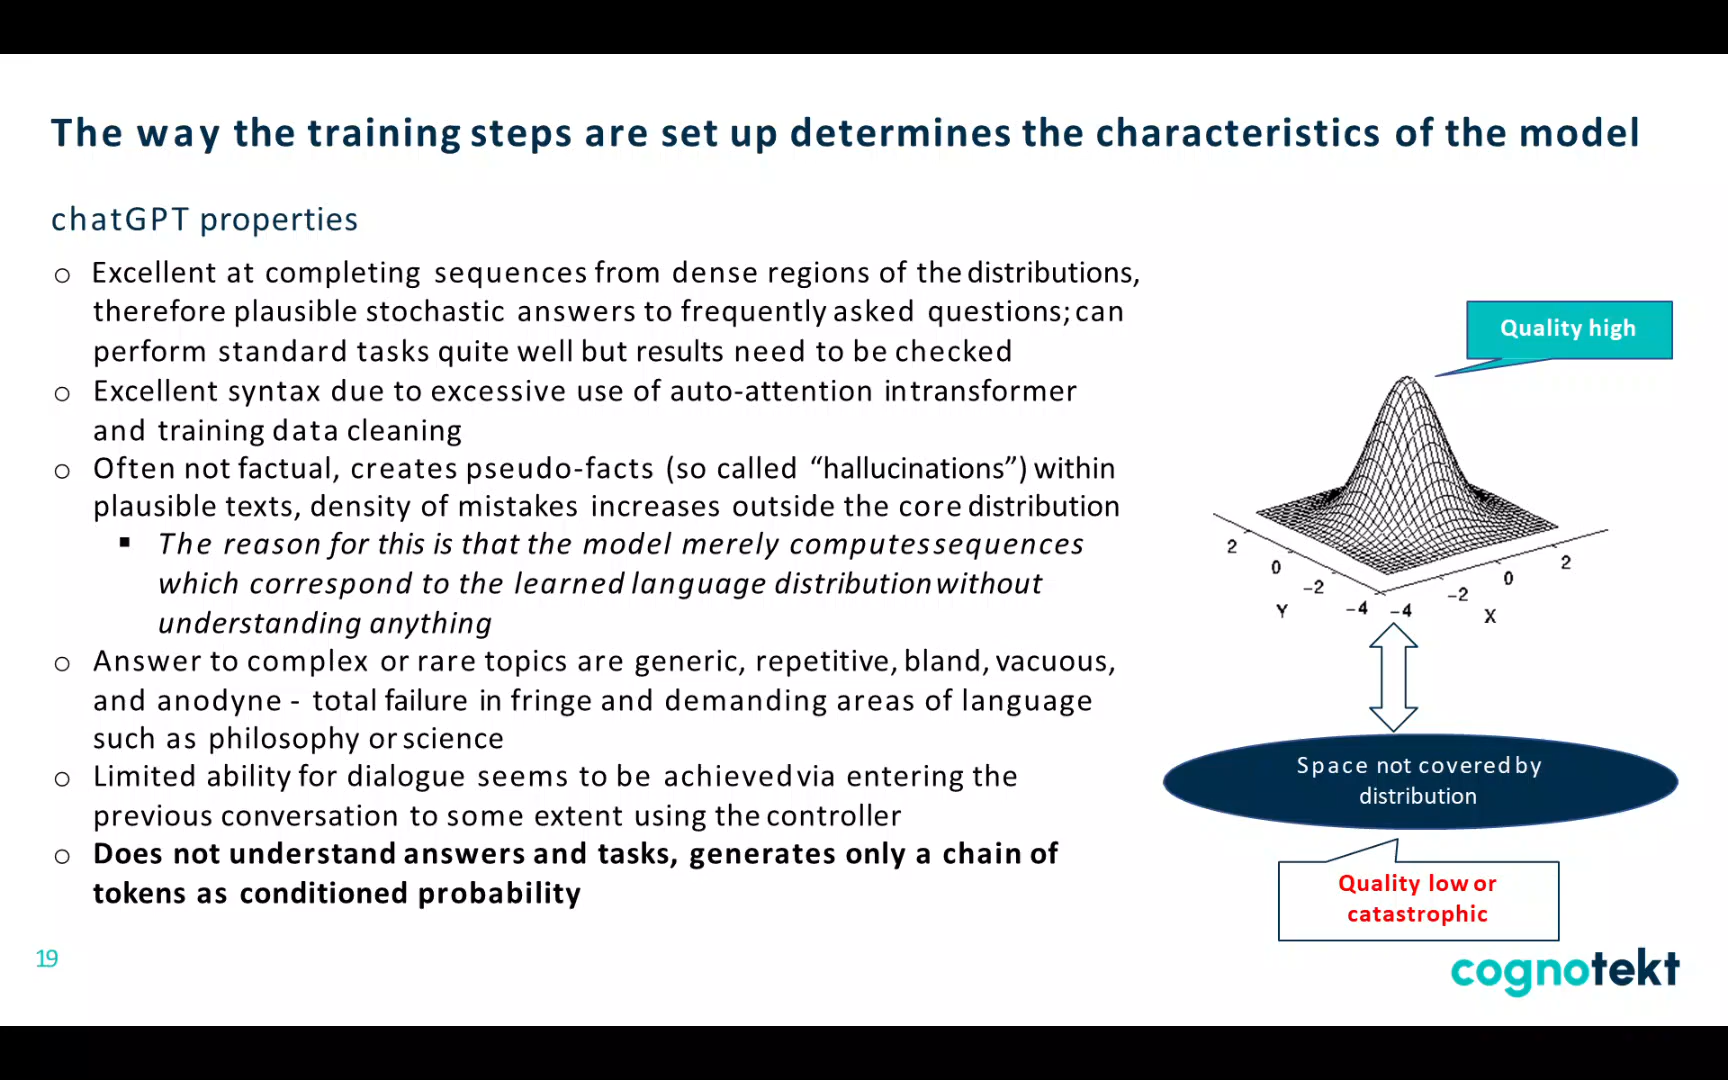 The way the training steps are set up determines the characteristics of the model
chatGPT properties
o Excellent at completing sequences from dense regions of the distributions,
therefore plausible stochastic answers to frequently asked questions; can
perform standard tasks quite well but results need to be checked
o Excellent syntax due to excessive use of auto-attention in transformer
and training data cleaning
o Often not factual, creates pseudo-facts (so called “hallucinations”) within
plausible texts, density of mistakes increases outside the core distribution
▪ The reason for this is that the model merely computes sequences
which correspond to the learned language distribution without
understanding anything
o Answer to complex or rare topics are generic, repetitive, bland, vacuous,
and anodyne - total failure in fringe and demanding areas of language
such as philosophy or science
o Limited ability for dialogue seems to be achieved via entering the
previous conversation to some extent using the controller
o Does not understand answers and tasks, generates only a chain of
tokens as conditioned probability
Quality high
2
0
−2
−4
Y
−4
−2
0
2
X
Space not covered by
distribution
Quality low or
catastrophic
19
cognotekt